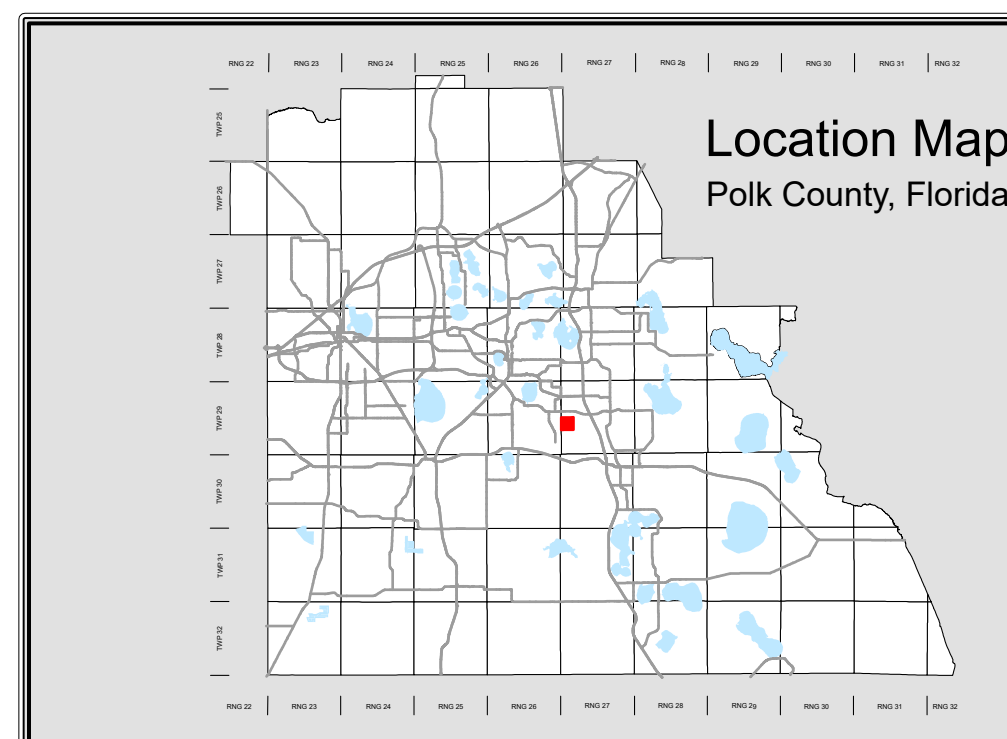 RNG 22 RNG 23 RNG 24 RNG 25 RNG 26 RNG 27 RNG 28 RNG 29 RNG 30 RNG 31 RNG 32
Location Map
Polk County, Florida
TWP 25
TWP 26
TWP 27
TWP 28
TWP 29
TWP 30
TWP 31
TWP 32
RNG 22 RNG 23 RNG 24 RNG 25 RNG 26 RNG 27 RNG 28 RNG 29 RNG 30 RNG 31 RNG 32